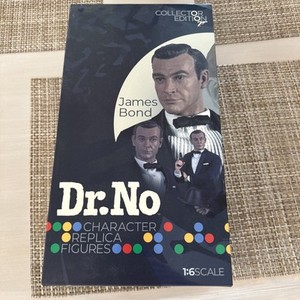 COLLECTOR
EDITION
James
Bond
Dr.No
CHARACTER
REPLICA
FIGURES
1:6SCALE